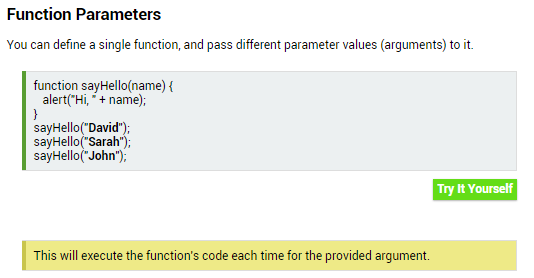 Function Parameters
You can define a single function, and pass different parameter values (arguments) to it.
function sayHello(name) {
   alert("Hi, " + name);
}
sayHello("David");
sayHello("Sarah");
sayHello("John");
Try It Yourself
This will execute the function's code each time for the provided argument.